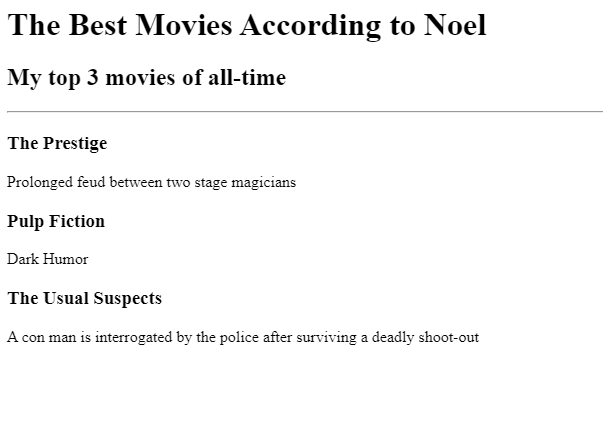 The Best Movies According to Noel
My top 3 movies of all-time
The Prestige
Prolonged feud between two stage magicians
Pulp Fiction
Dark Humor
The Usual Suspects
A con man is interrogated by the police after surviving a deadly shoot-out